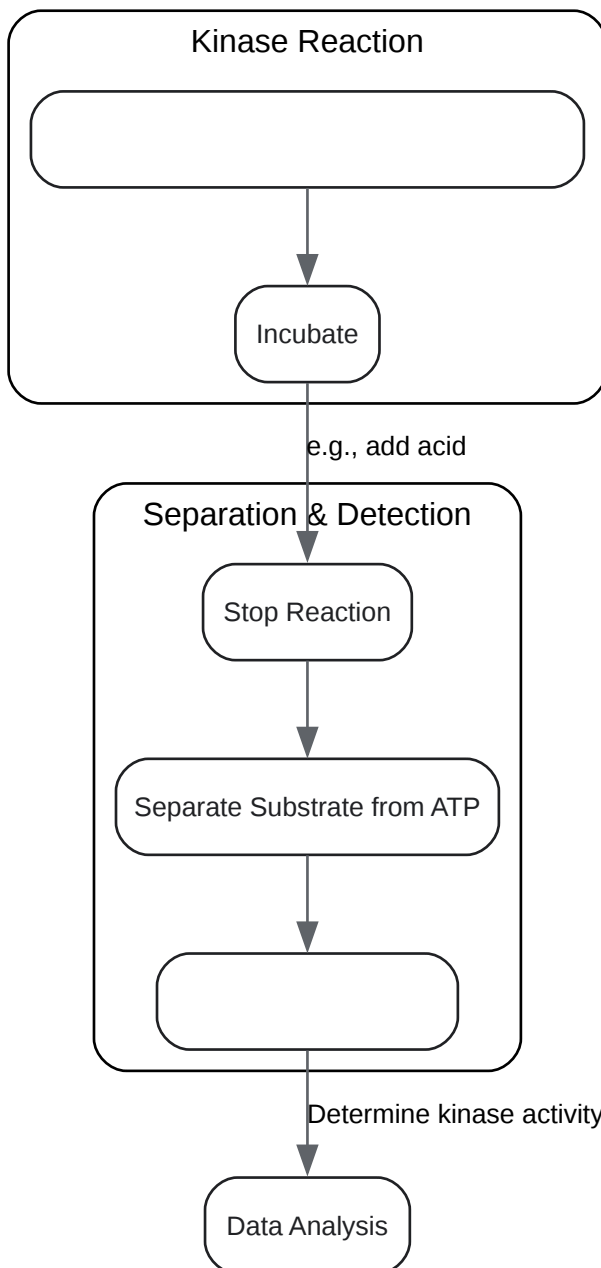 Kinase Reaction
Incubate
e.g., add acid
Separation & Detection
Stop Reaction
Separate Substrate from ATP
Determine kinase activity
Data Analysis